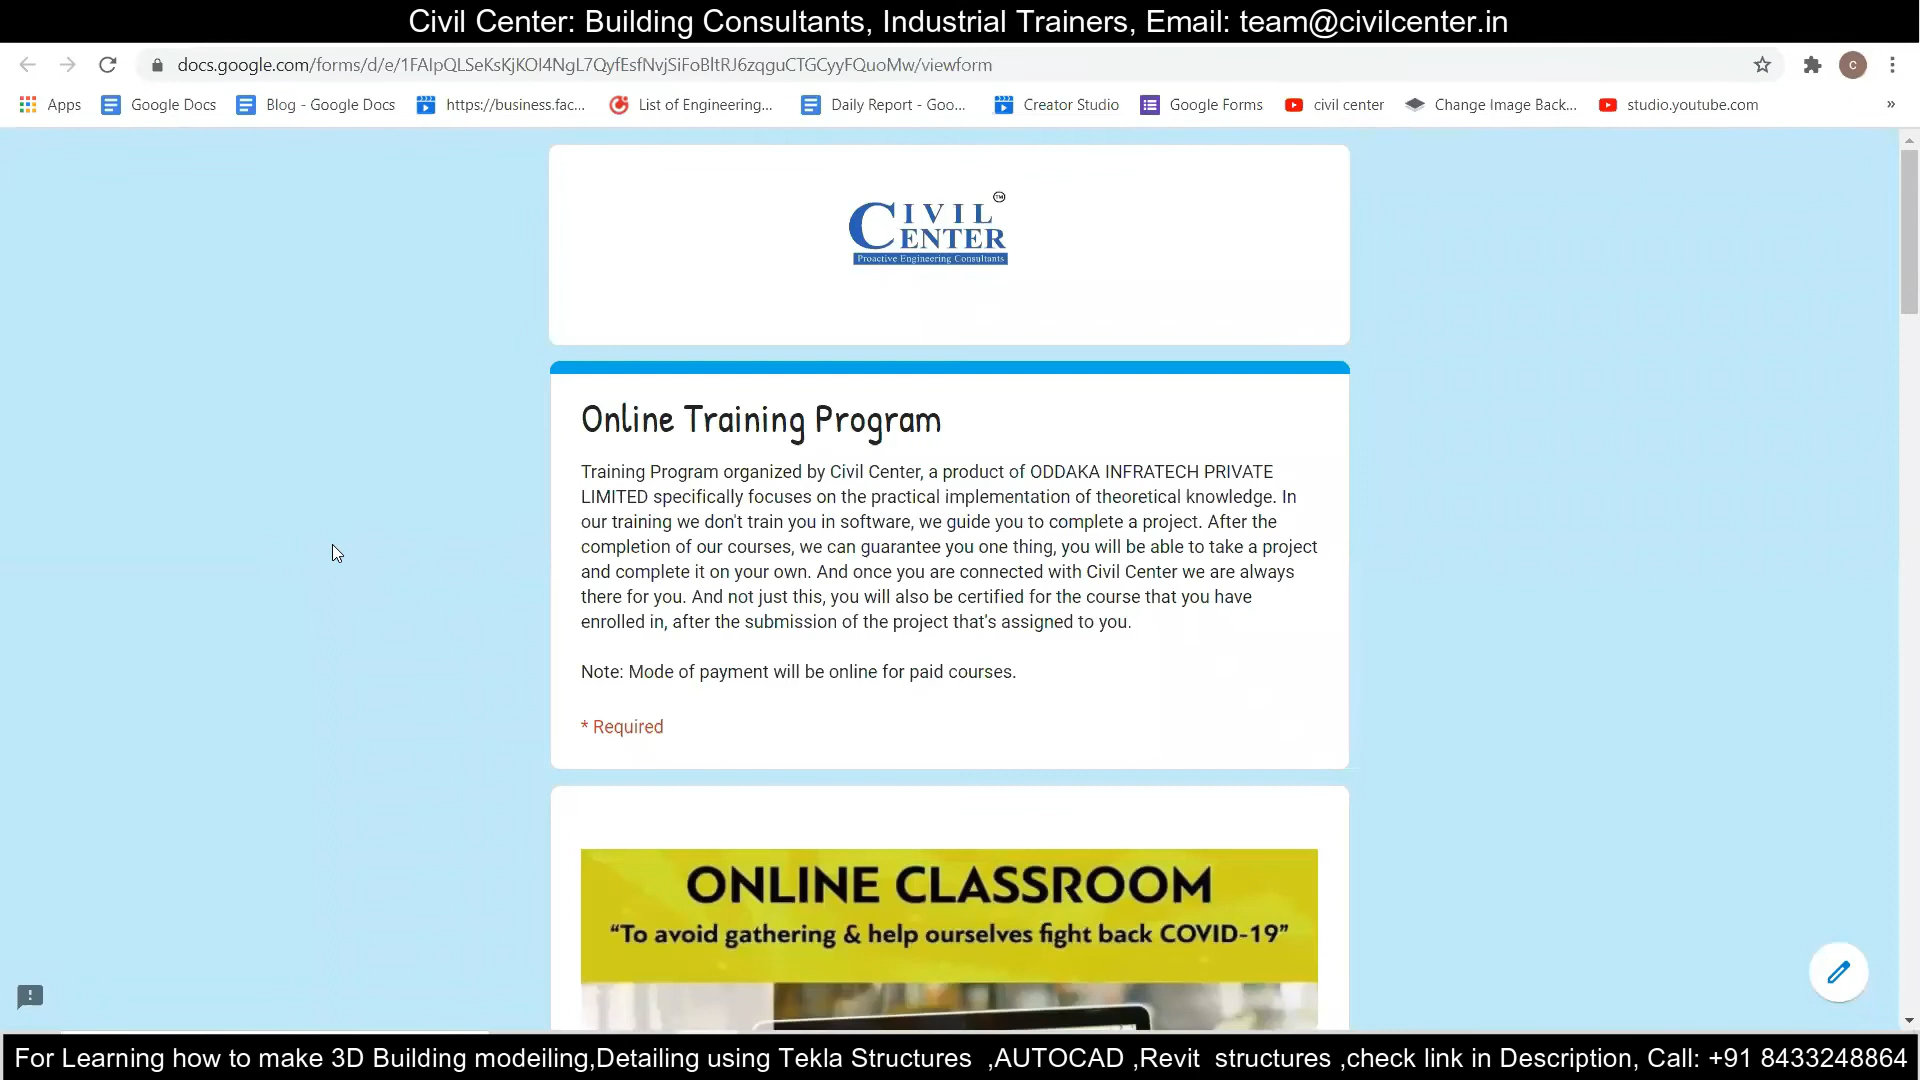 Civil Center: Building Consultants, Industrial Trainers, Email: team@civilcenter.in
docs.google.com/forms/d/e/1FAIpQLSeKsKjKOl4NgL7QyfEsfNvjSiFoBltRJ6zqguCTGCyyFQuoMw/viewform
C
Apps Google Docs Blog - Google Docs https://business.fac... List of Engineering... Daily Report - Goo... Creator Studio Google Forms civil center Change Image Back... studio.youtube.com »
CIVIL TM
CENTER
Proactive Engineering Consultants
Online Training Program
Training Program organized by Civil Center, a product of ODDAKA INFRATECH PRIVATE
LIMITED specifically focuses on the practical implementation of theoretical knowledge. In
our training we don't train you in software, we guide you to complete a project. After the
completion of our courses, we can guarantee you one thing, you will be able to take a project
and complete it on your own. And once you are connected with Civil Center we are always
there for you. And not just this, you will also be certified for the course that you have
enrolled in, after the submission of the project that's assigned to you.
Note: Mode of payment will be online for paid courses.
* Required
ONLINE CLASSROOM
“To avoid gathering & help ourselves fight back COVID-19”
For Learning how to make 3D Building modeiling,Detailing using Tekla Structures ,AUTOCAD ,Revit structures ,check link in Description, Call: +91 8433248864